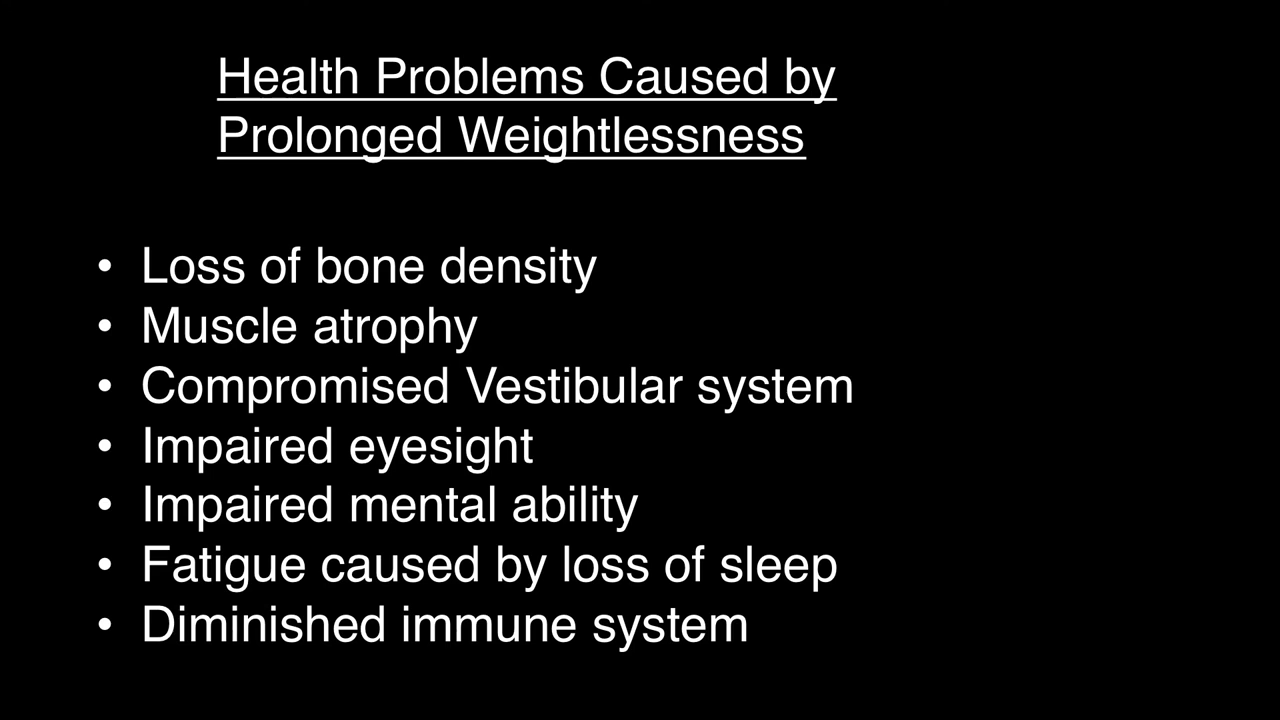 Health Problems Caused by
Prolonged Weightlessness
• Loss of bone density
• Muscle atrophy
• Compromised Vestibular system
• Impaired eyesight
• Impaired mental ability
• Fatigue caused by loss of sleep
• Diminished immune system